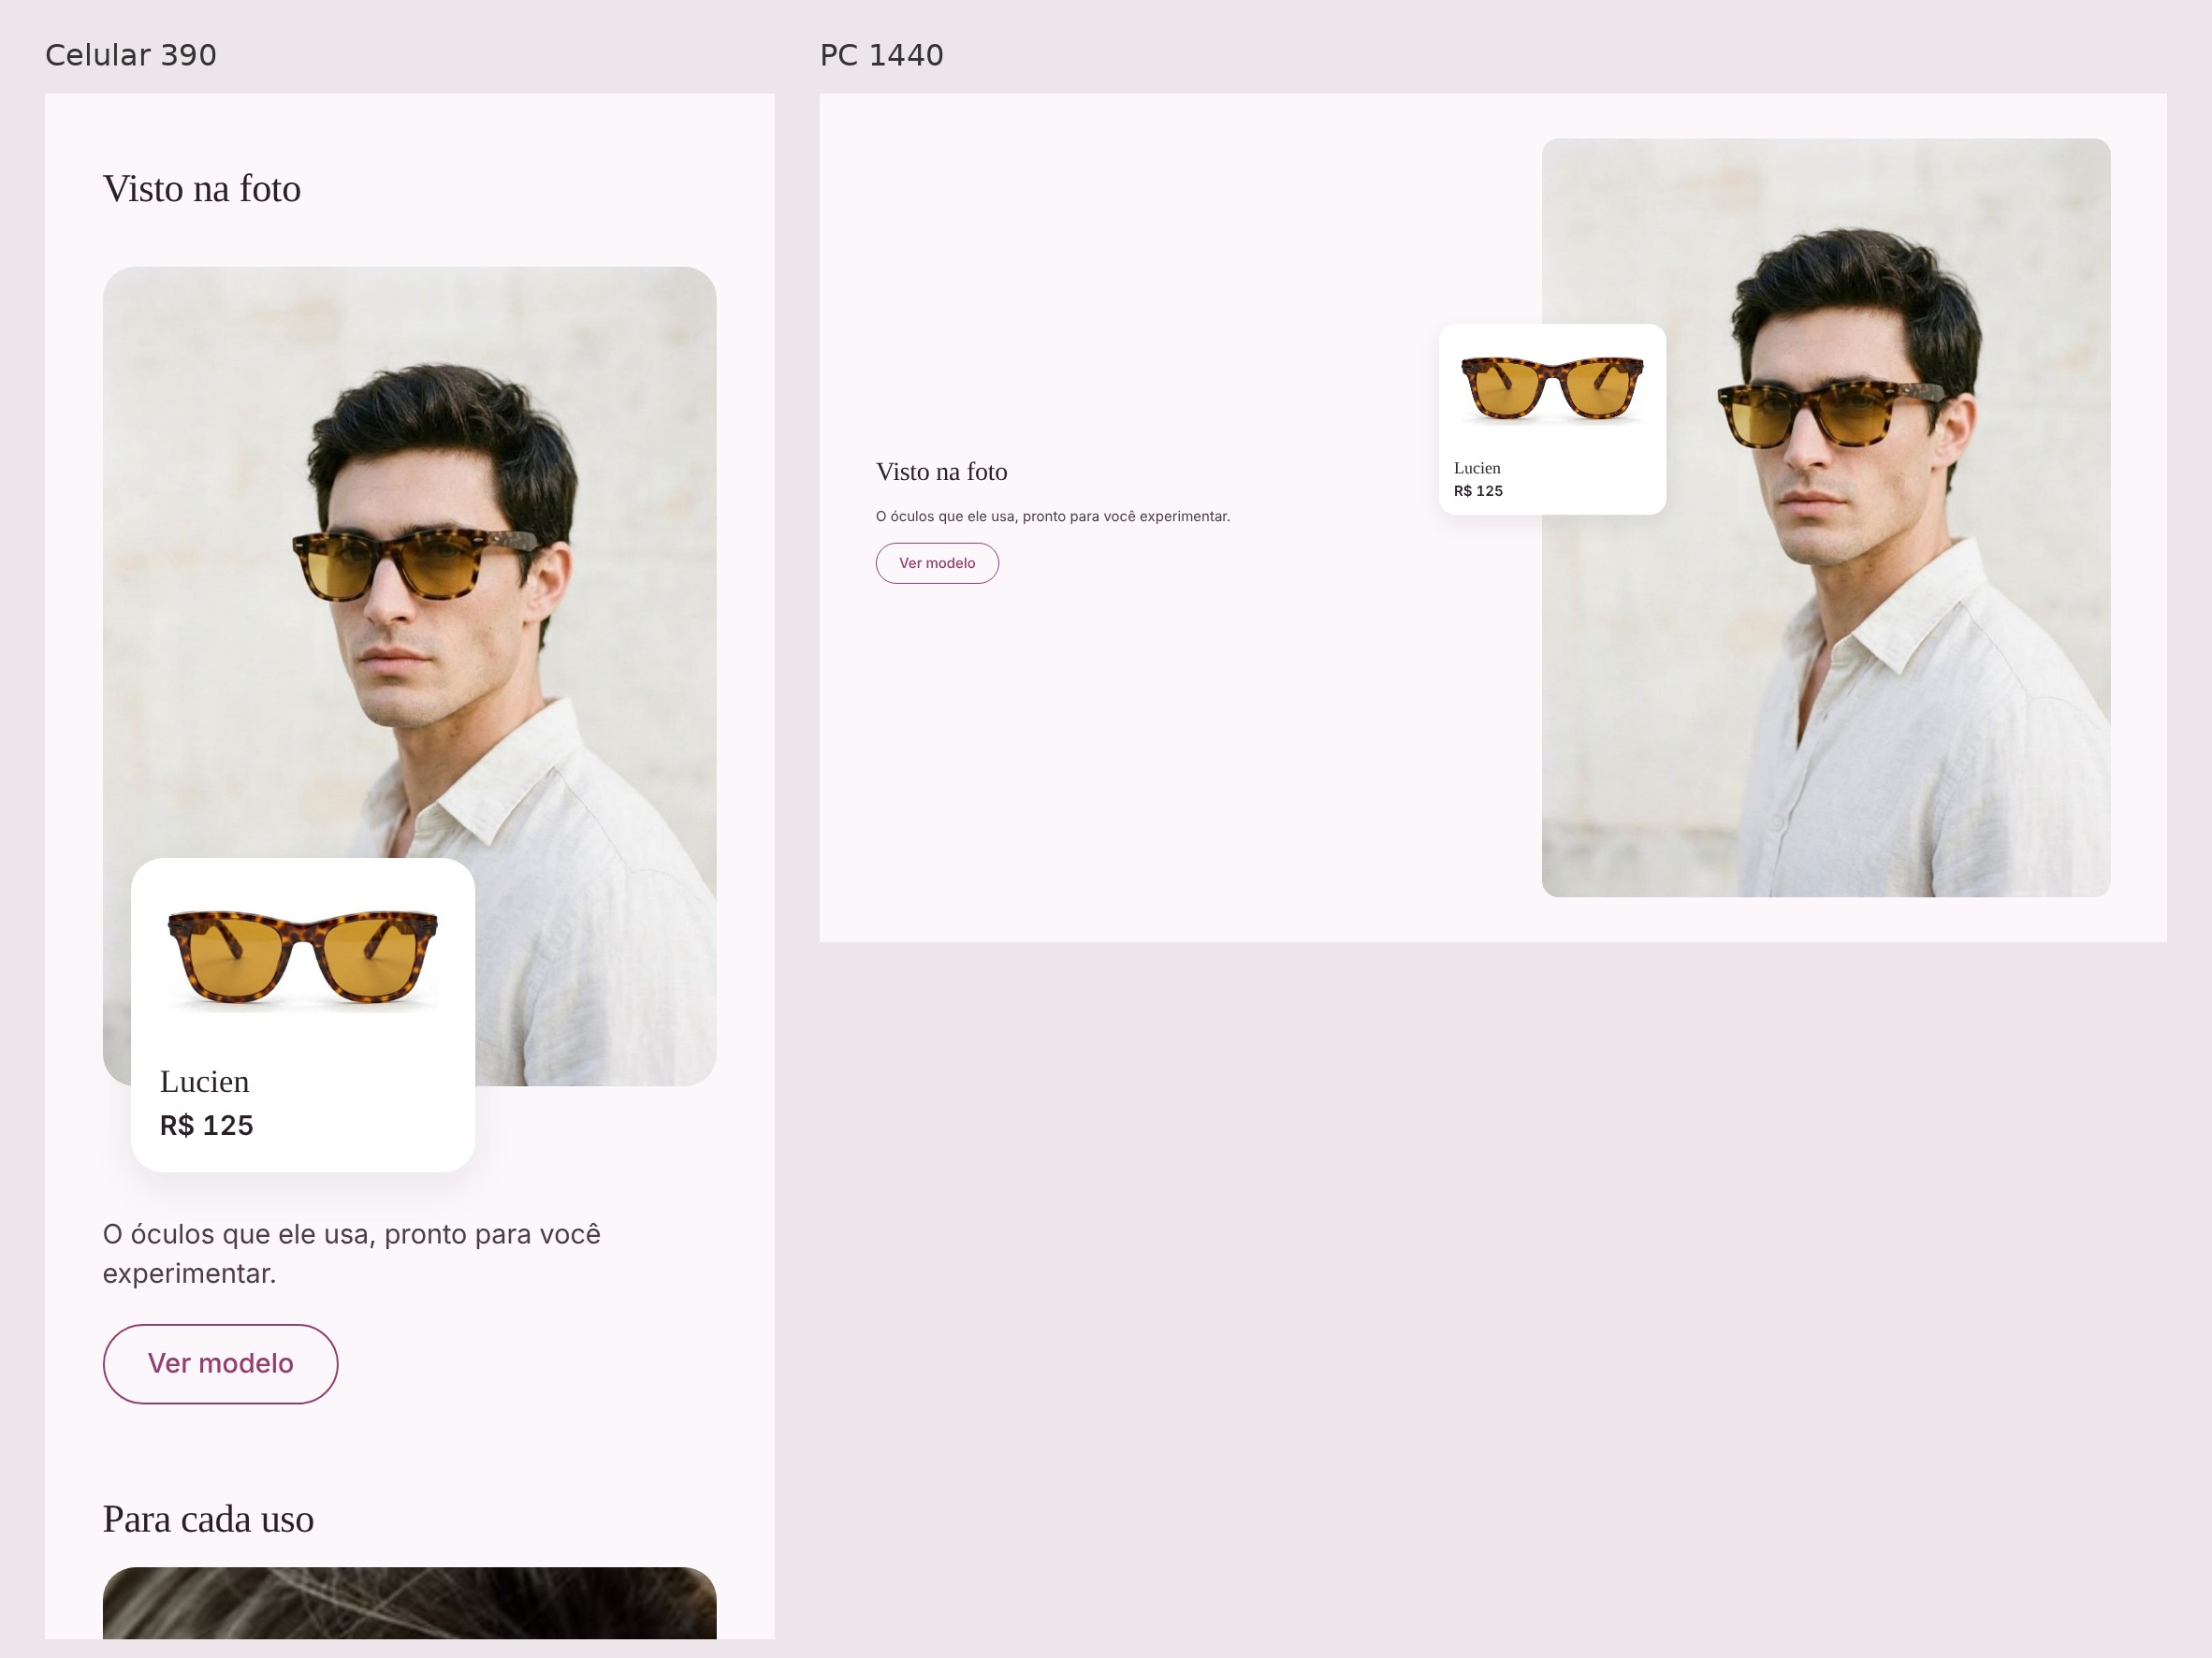 Celular 390
Visto na foto
Lucien
R$ 125
O óculos que ele usa, pronto para você
experimentar.
Ver modelo
Para cada uso
PC 1440
Visto na foto
O óculos que ele usa, pronto para você experimentar.
Ver modelo
Lucien
R$ 125